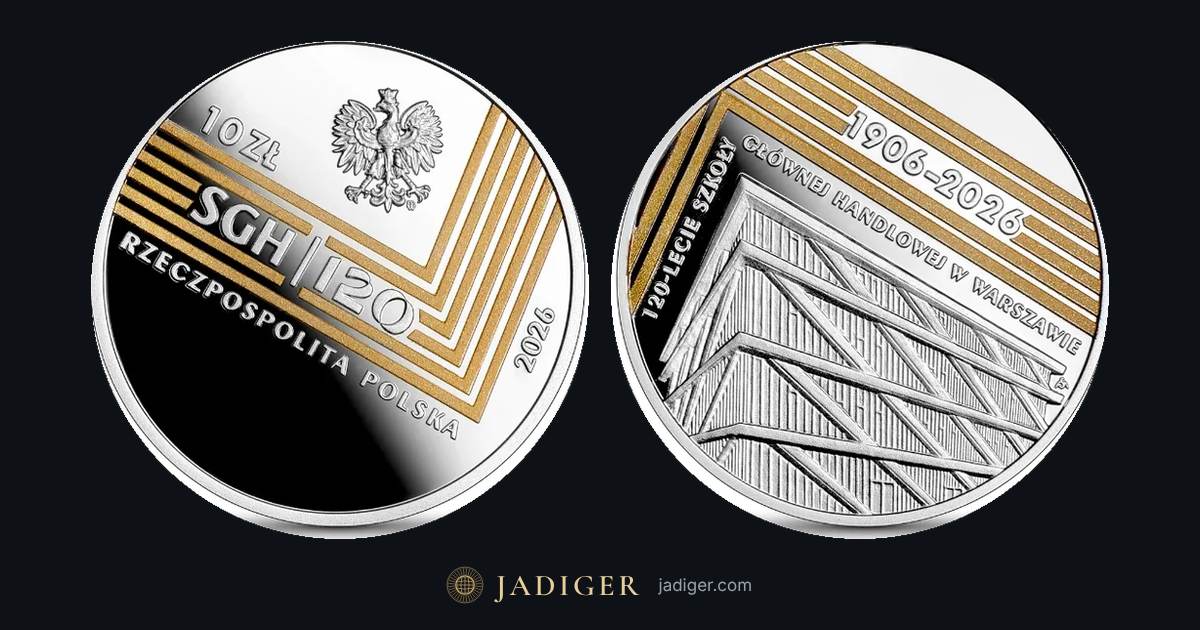 10 ZŁ
SGH|120
RZECZPOSPOLITA POLSKA
2026
1906-2026
120-LECIE SZKOŁY
GŁÓWNEJ HANDLOWEJ W WARSZAWIE
JADIGER
jadiger.com